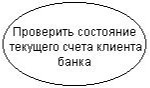 Проверить состояние
текущего счета клиента
банка